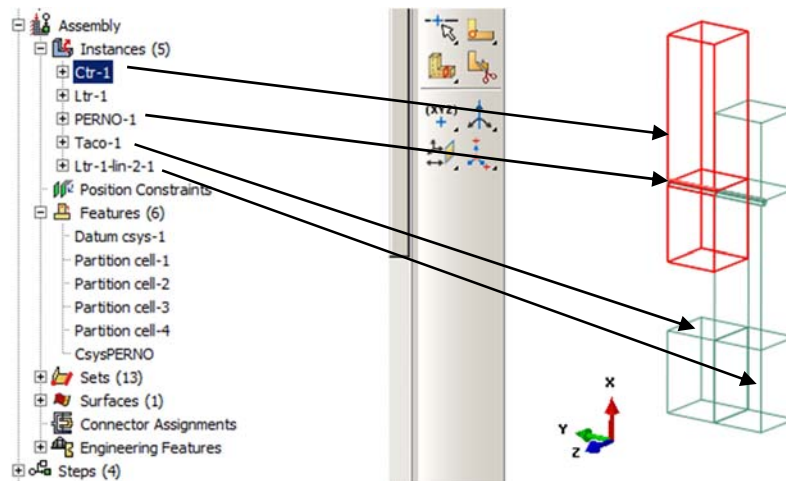 Assembly
Instances (5)
Ctr-1
Ltr-1
PERNO-1
Taco-1
Ltr-1-lin-2-1
Position Constraints
Features (6)
Datum csys-1
Partition cell-1
Partition cell-2
Partition cell-3
Partition cell-4
CsysPERNO
Sets (13)
Surfaces (1)
Connector Assignments
Engineering Features
Steps (4)
(XYZ)
X
Y
Z